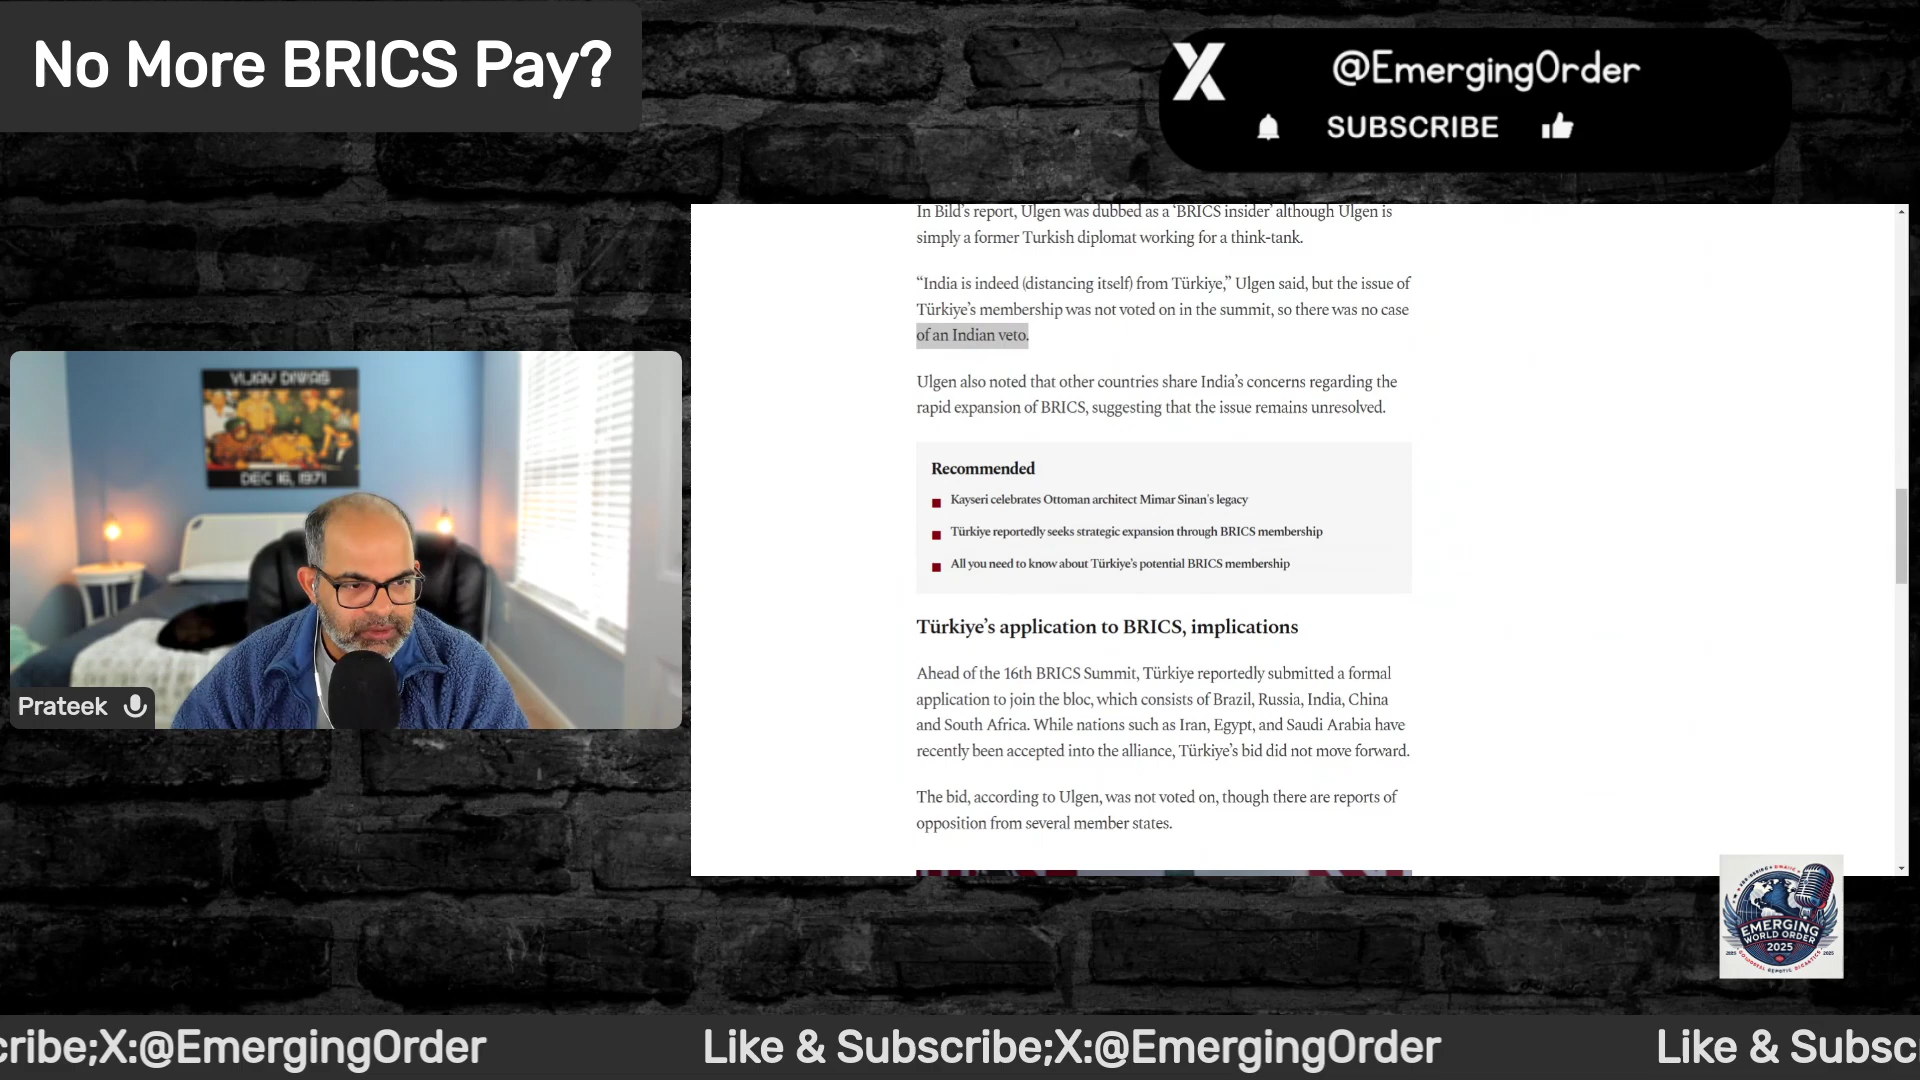 No More BRICS Pay?
@EmergingOrder
SUBSCRIBE
In Bild’s report, Ulgen was dubbed as a ‘BRICS insider’ although Ulgen is
simply a former Turkish diplomat working for a think-tank.
“India is indeed (distancing itself) from Türkiye,” Ulgen said, but the issue of
Türkiye’s membership was not voted on in the summit, so there was no case
of an Indian veto.
Ulgen also noted that other countries share India’s concerns regarding the
rapid expansion of BRICS, suggesting that the issue remains unresolved.
Recommended
Kayseri celebrates Ottoman architect Mimar Sinan's legacy
Türkiye reportedly seeks strategic expansion through BRICS membership
All you need to know about Türkiye’s potential BRICS membership
Türkiye’s application to BRICS, implications
Ahead of the 16th BRICS Summit, Türkiye reportedly submitted a formal
application to join the bloc, which consists of Brazil, Russia, India, China
and South Africa. While nations such as Iran, Egypt, and Saudi Arabia have
recently been accepted into the alliance, Türkiye’s bid did not move forward.
The bid, according to Ulgen, was not voted on, though there are reports of
opposition from several member states.
VIJAY DIWAS
DEC 16, 1971
Prateek
EMERGING
WORLD ORDER
2025
cribe;X:@EmergingOrder
Like & Subscribe;X:@EmergingOrder
Like & Subsc